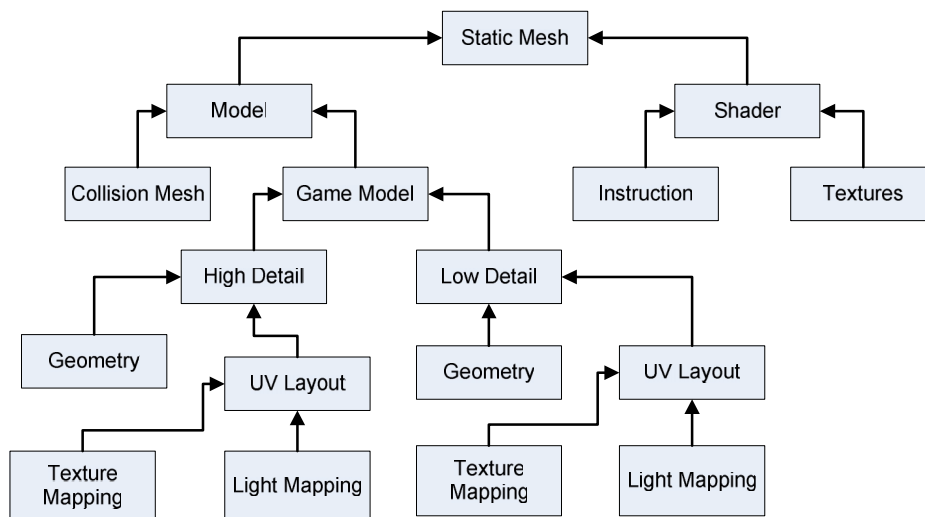 Static Mesh
Model
Shader
Collision Mesh
Game Model
Instruction
Textures
High Detail
Low Detail
Geometry
UV Layout
Geometry
UV Layout
Texture
Mapping
Light Mapping
Texture
Mapping
Light Mapping